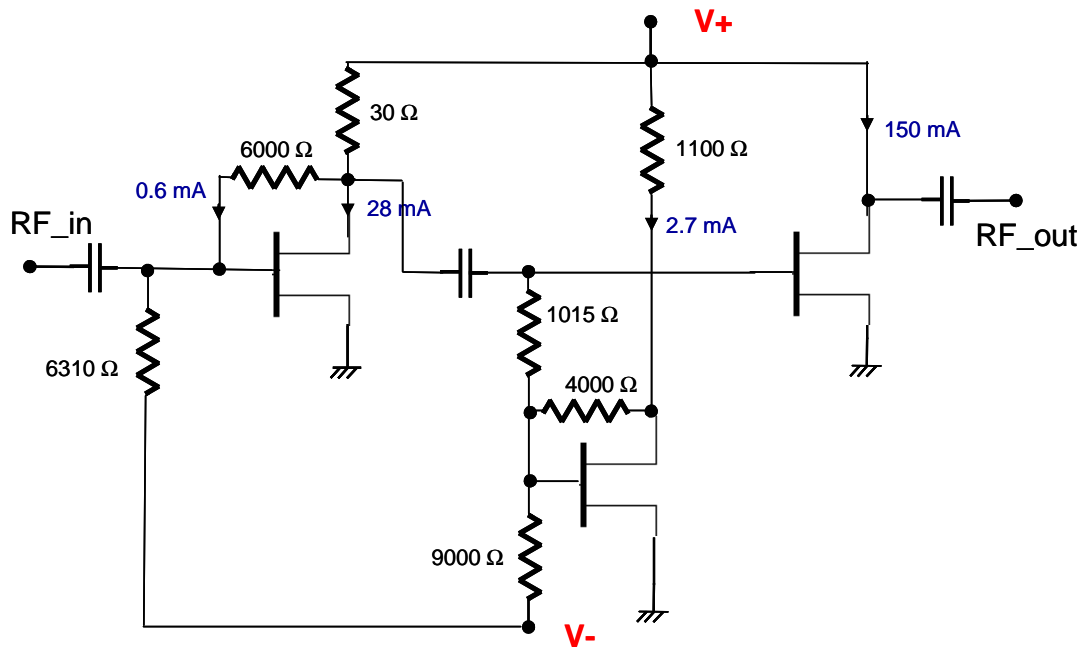 V+
30 Ω
150 mA
6000 Ω
1100 Ω
0.6 mA
28 mA
RF_in
2.7 mA
RF_out
1015 Ω
6310 Ω
4000 Ω
9000 Ω
V-